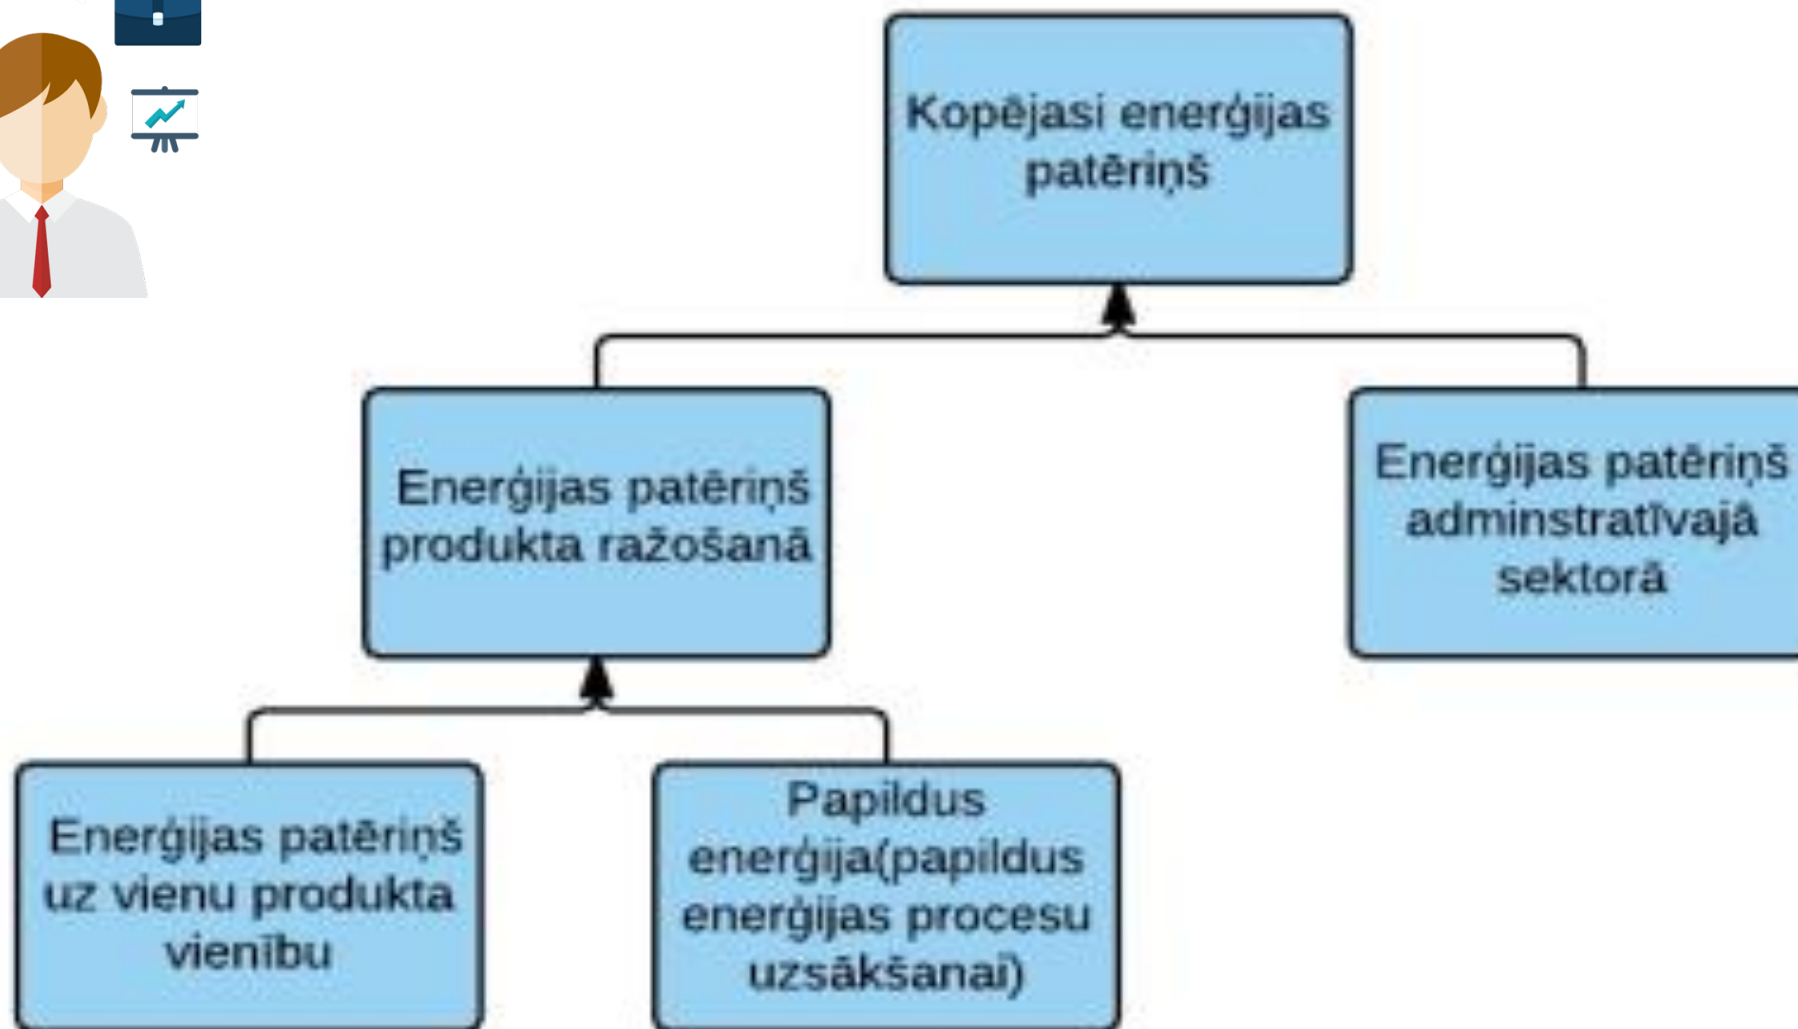 Kopējasi enerģijas
patēriņš
Enerģijas patēriņš
produkta ražošanā
Enerģijas patēriņš
adminstratīvajā
sektorā
Enerģijas patēriņš
uz vienu produkta
vienību
Papildus
enerģija(papildus
enerģijas procesu
uzsākšanai)